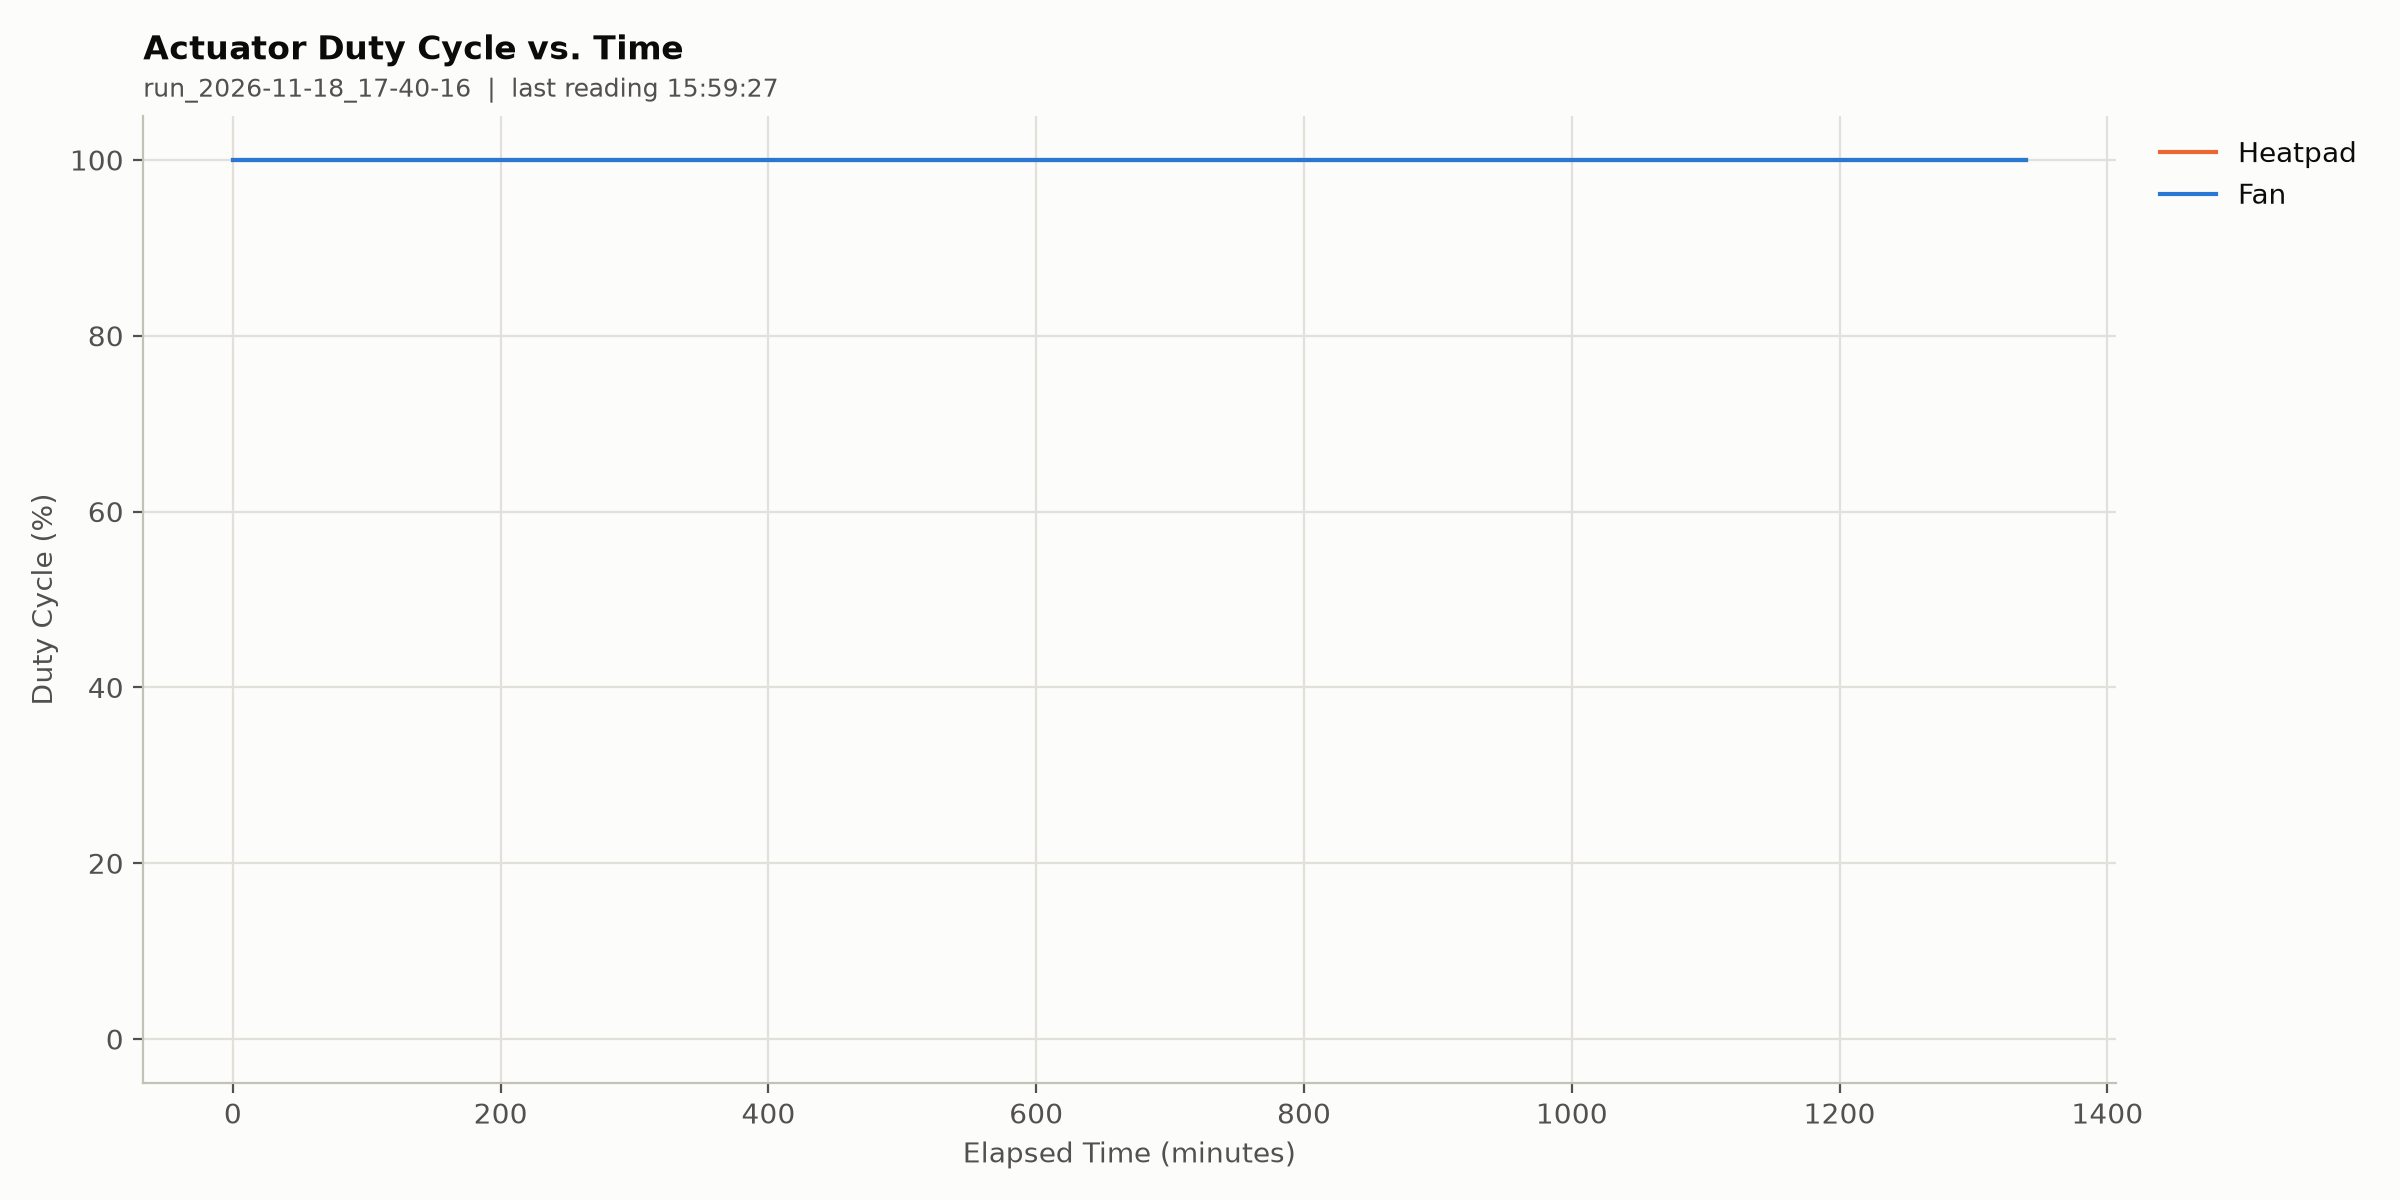 Actuator Duty Cycle vs. Time
run_2026-11-18_17-40-16 | last reading 15:59:27
Heatpad
Fan
Duty Cycle (%)
100
80
60
40
20
0
0 200 400 600 800 1000 1200 1400
Elapsed Time (minutes)